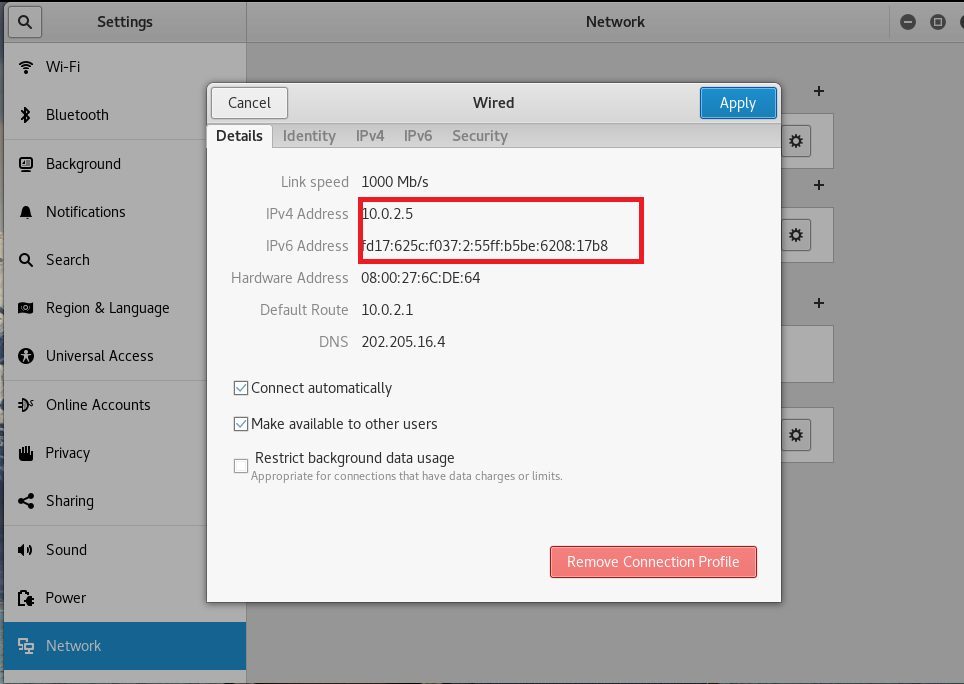 Settings
Network
Wi-Fi
Bluetooth
Background
Notifications
Search
Region & Language
Universal Access
Online Accounts
Privacy
Sharing
Sound
Power
Network
Cancel
Wired
Apply
Details Identity IPv4 IPv6 Security
Link speed 1000 Mb/s
IPv4 Address 10.0.2.5
IPv6 Address fd17:625c:f037:2:55ff:b5be:6208:17b8
Hardware Address 08:00:27:6C:DE:64
Default Route 10.0.2.1
DNS 202.205.16.4
Connect automatically
Make available to other users
Restrict background data usage
Appropriate for connections that have data charges or limits.
Remove Connection Profile